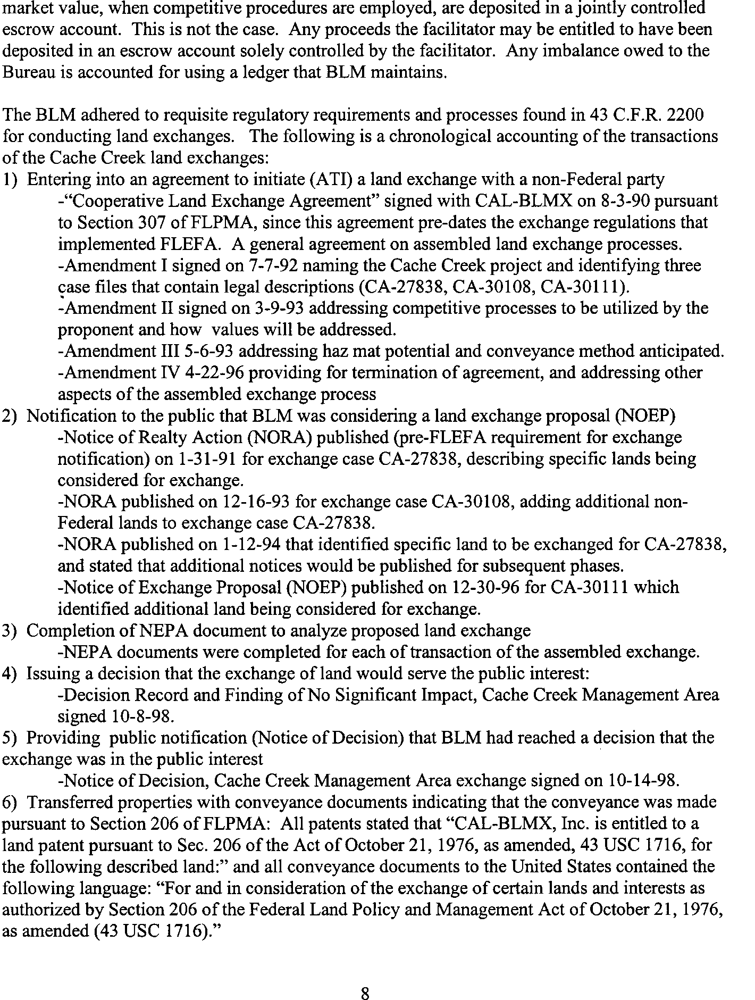 market value, when competitive procedures are employed, are deposited in a jointly controlled
escrow account.  This is not the case.  Any proceeds the facilitator may be entitled to have been
deposited in an escrow account solely controlled by the facilitator.  Any imbalance owed to the
Bureau is accounted for using a ledger that BLM maintains.

The BLM adhered to requisite regulatory requirements and processes found in 43 C.F.R. 2200
for conducting land exchanges.   The following is a chronological accounting of the transactions
of the Cache Creek land exchanges:
1)  Entering into an agreement to initiate (ATI) a land exchange with a non-Federal party
-“Cooperative Land Exchange Agreement” signed with CAL-BLMX on 8-3-90 pursuant
to Section 307 of FLPMA, since this agreement pre-dates the exchange regulations that
implemented FLEFA.  A general agreement on assembled land exchange processes.
-Amendment I signed on 7-7-92 naming the Cache Creek project and identifying three
case files that contain legal descriptions (CA-27838, CA-30108, CA-30111).
-Amendment II signed on 3-9-93 addressing competitive processes to be utilized by the
proponent and how  values will be addressed.
-Amendment III 5-6-93 addressing haz mat potential and conveyance method anticipated.
-Amendment IV 4-22-96 providing for termination of agreement, and addressing other
aspects of the assembled exchange process
2)  Notification to the public that BLM was considering a land exchange proposal (NOEP)
-Notice of Realty Action (NORA) published (pre-FLEFA requirement for exchange
notification) on 1-31-91 for exchange case CA-27838, describing specific lands being
considered for exchange.
-NORA published on 12-16-93 for exchange case CA-30108, adding additional non-
Federal lands to exchange case CA-27838.
-NORA published on 1-12-94 that identified specific land to be exchanged for CA-27838,
and stated that additional notices would be published for subsequent phases.
-Notice of Exchange Proposal (NOEP) published on 12-30-96 for CA-30111 which
identified additional land being considered for exchange.
3)  Completion of NEPA document to analyze proposed land exchange
-NEPA documents were completed for each of transaction of the assembled exchange.
4)  Issuing a decision that the exchange of land would serve the public interest:
-Decision Record and Finding of No Significant Impact, Cache Creek Management Area
signed 10-8-98.
5)  Providing  public notification (Notice of Decision) that BLM had reached a decision that the
exchange was in the public interest
-Notice of Decision, Cache Creek Management Area exchange signed on 10-14-98.
6)  Transferred properties with conveyance documents indicating that the conveyance was made
pursuant to Section 206 of FLPMA:  All patents stated that “CAL-BLMX, Inc. is entitled to a
land patent pursuant to Sec. 206 of the Act of October 21, 1976, as amended, 43 USC 1716, for
the following described land:” and all conveyance documents to the United States contained the
following language: “For and in consideration of the exchange of certain lands and interests as
authorized by Section 206 of the Federal Land Policy and Management Act of October 21, 1976,
as amended (43 USC 1716).”

8